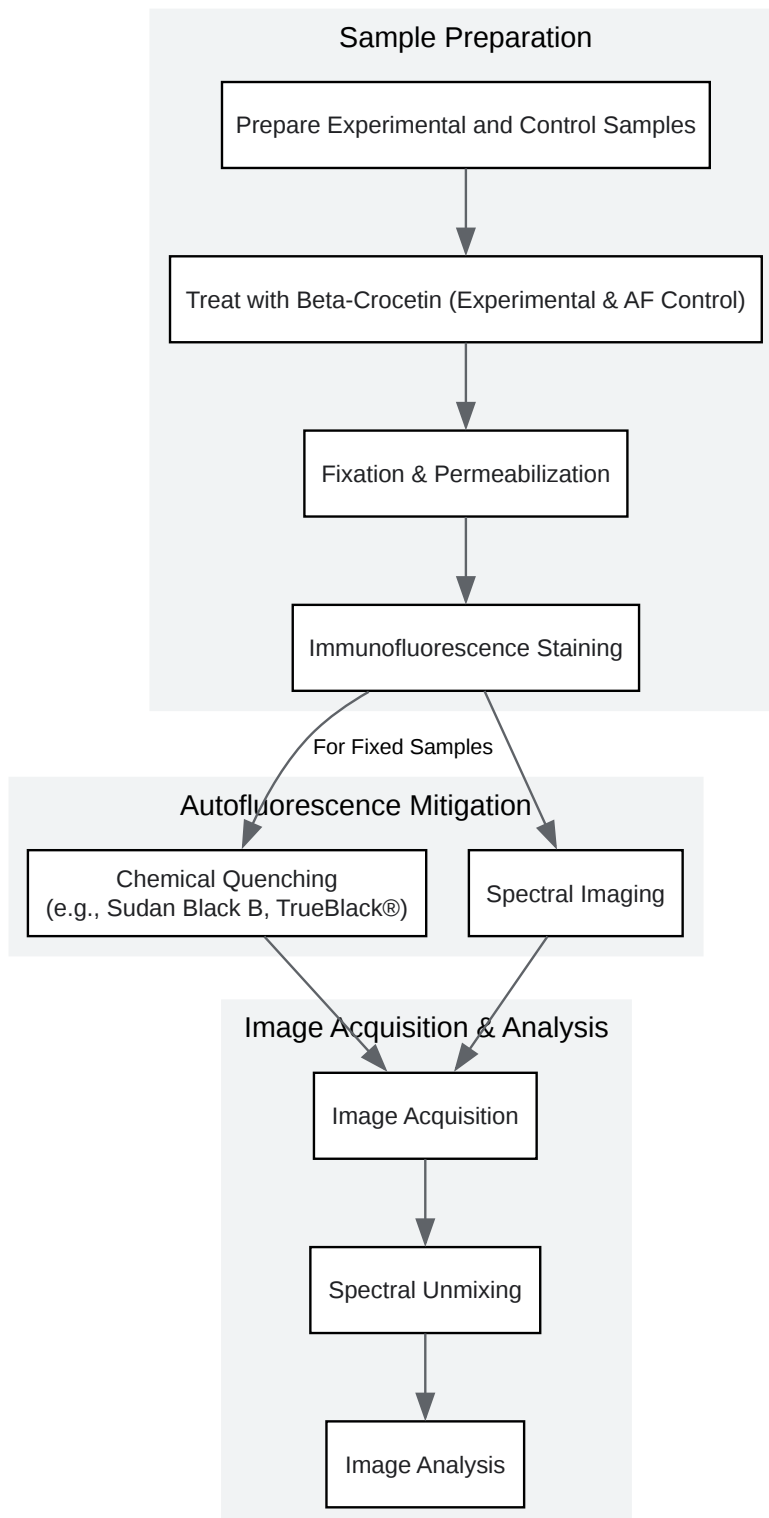 Sample Preparation
Prepare Experimental and Control Samples
Treat with Beta-Crocetin (Experimental & AF Control)
Fixation & Permeabilization
Immunofluorescence Staining
For Fixed Samples
Autofluorescence Mitigation
Chemical Quenching
(e.g., Sudan Black B, TrueBlack®)
Spectral Imaging
Image Acquisition & Analysis
Image Acquisition
Spectral Unmixing
Image Analysis